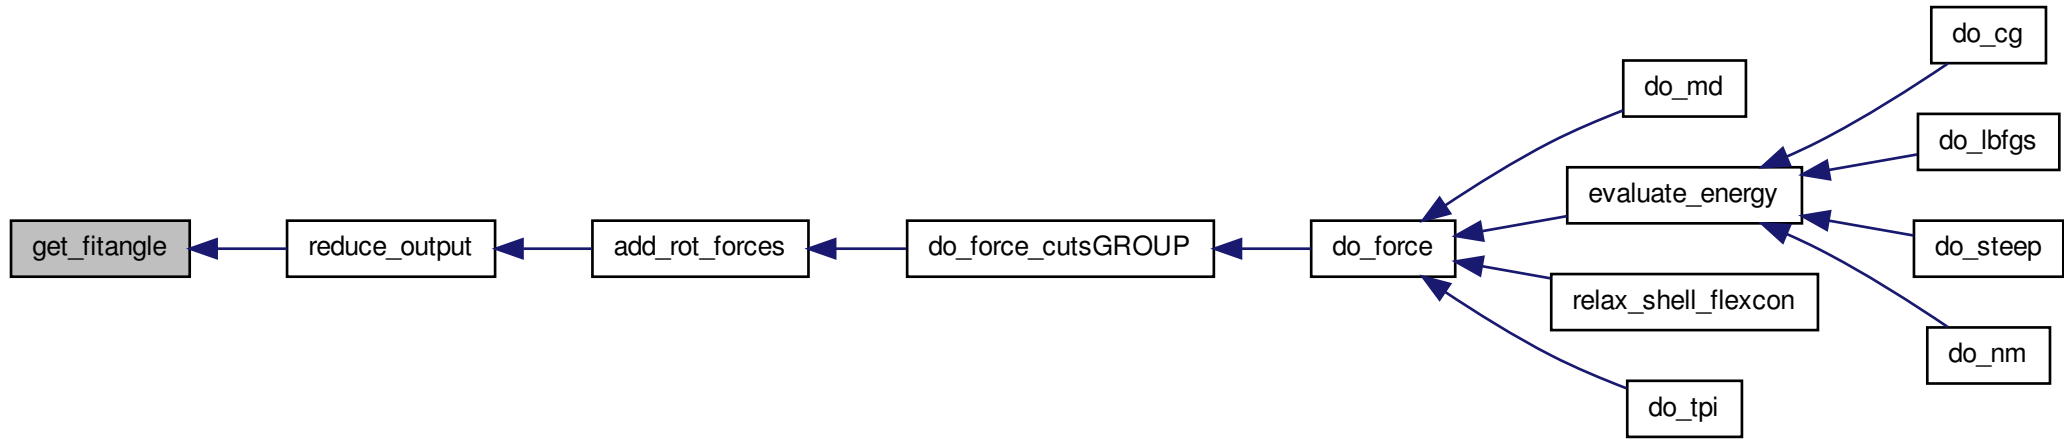 get_fitangle
reduce_output
add_rot_forces
do_force_cutsGROUP
do_force
do_md
evaluate_energy
relax_shell_flexcon
do_tpi
do_cg
do_lbfgs
do_steep
do_nm